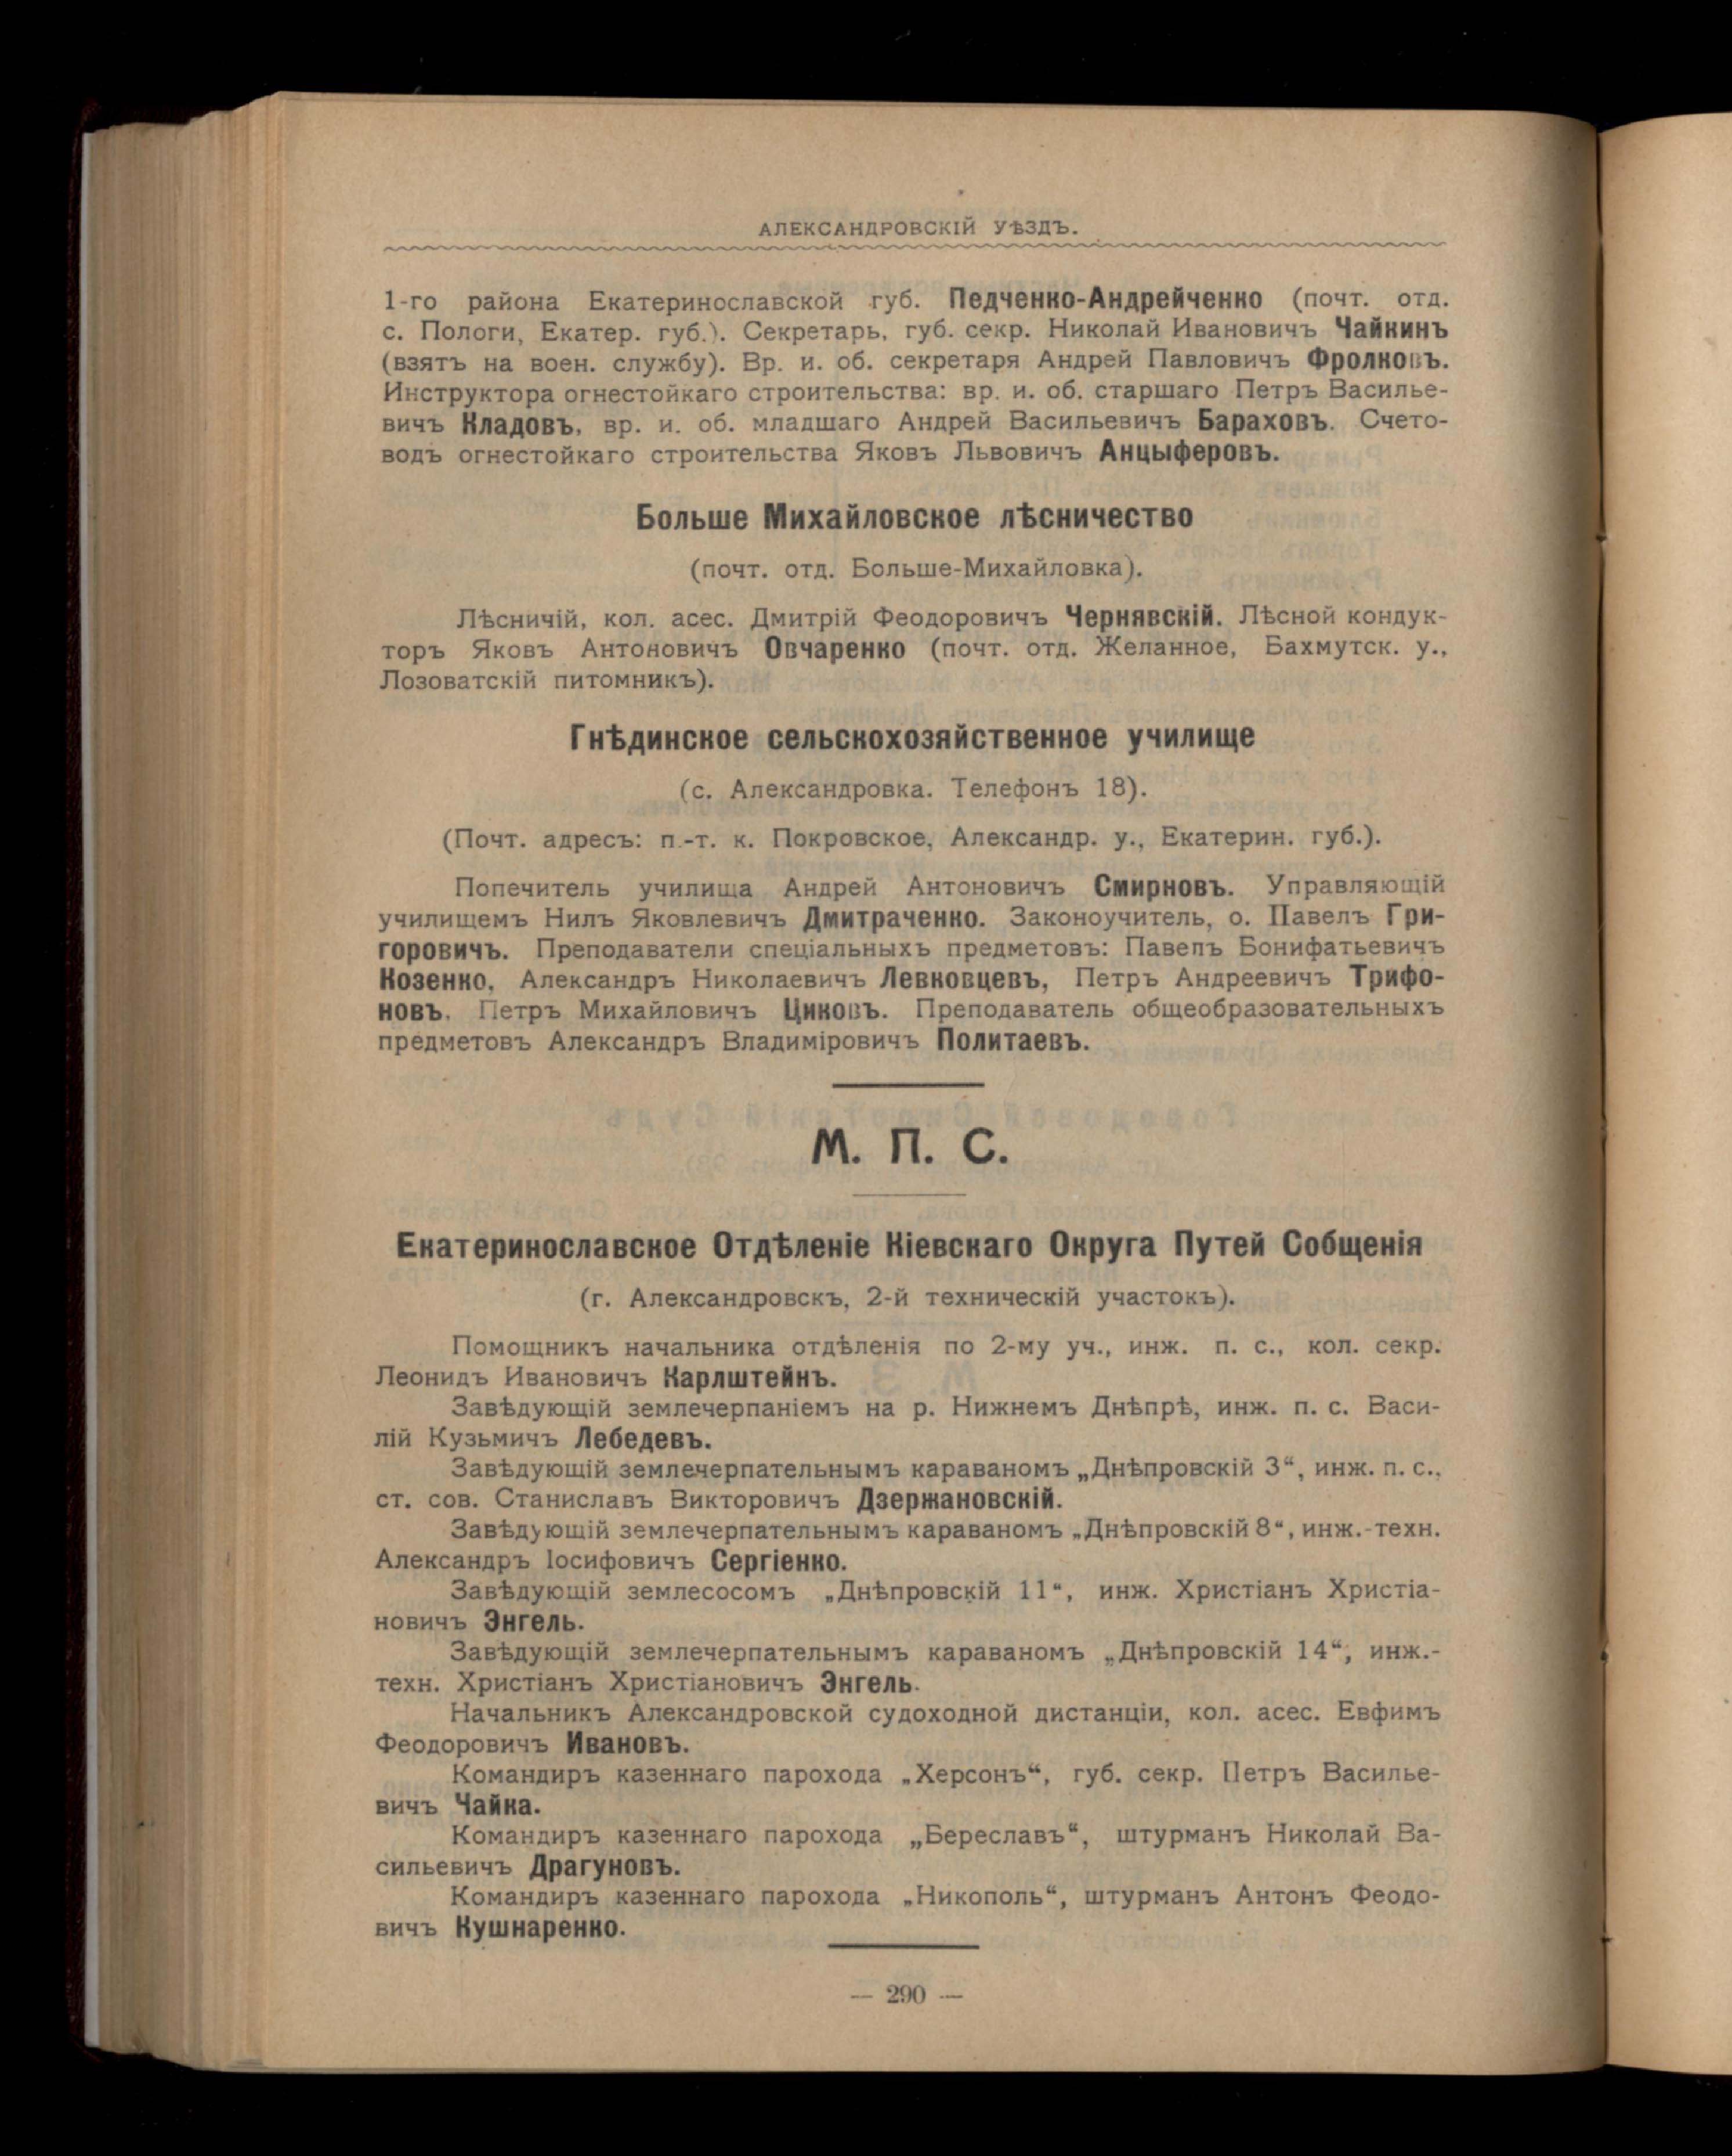 АЛЕКСАНДРОВСКІЙ УѢЗДЪ.
1-го района Екатеринославской губ. Педченко-Андрейченко (почт. отд.
с. Пологи, Екатер. губ.). Секретарь, губ. секр. Николай Ивановичъ Чайкинъ
(взятъ на воен. службу). Вр. и. об. секретаря Андрей Павловичъ Фролковъ.
Инструктора огнестойкаго строительства: вр. и. об. старшаго Петръ Василье-
вичъ Кладовъ, вр. и. об. младшаго Андрей Васильевичъ Бараховъ. Счето-
водъ огнестойкаго строительства Яковъ Львовичъ Анцыферовъ.
Больше Михайловское лѣсничество
(почт. отд. Больше-Михайловка).
Лѣсничій, кол. асес. Дмитрій Феодоровичъ Чернявскій. Лѣсной кондук-
торъ Яковъ Антоновичъ Овчаренко (почт. отд. Желанное, Бахмутск. у.,
Лозоватскій питомникъ).
Гнѣдинское сельскохозяйственное училище
(с. Александровка. Телефонъ 18).
(Почт. адресъ: п.-т. к. Покровское, Александр. у., Екатерин. губ.).
Попечитель училища Андрей Антоновичъ Смирновъ. Управляющій
училищемъ Нилъ Яковлевичъ Дмитраченко. Законоучитель, о. Павелъ Гри-
горовичъ. Преподаватели спеціальныхъ предметовъ: Павелъ Бонифатьевичъ
Козенко, Александръ Николаевичъ Левковцевъ, Петръ Андреевичъ Трифо-
новъ, Петръ Михайловичъ Циковъ. Преподаватель общеобразовательныхъ
предметовъ Александръ Владиміровичъ Политаевъ.
М. П. С.
Екатеринославское Отдѣленіе Кіевскаго Округа Путей Собщенія
(г. Александровскъ, 2-й техническій участокъ).
Помощникъ начальника отдѣленія по 2-му уч., инж. п. с., кол. секр.
Леонидъ Ивановичъ Карлштейнъ.
Завѣдующій землечерпаніемъ на р. Нижнемъ Днѣпрѣ, инж. п. с. Васи-
лій Кузьмичъ Лебедевъ.
Завѣдующій землечерпательнымъ караваномъ „Днѣпровскій 3“, инж. п. с.,
ст. сов. Станиславъ Викторовичъ Дзержановскій.
Завѣдующій землечерпательнымъ караваномъ „Днѣпровскій 8“, инж.-техн.
Александръ Іосифовичъ Сергіенко.
Завѣдующій землесосомъ „Днѣпровскій 11“, инж. Христіанъ Христіа-
новичъ Энгель.
Завѣдующій землечерпательнымъ караваномъ „Днѣпровскій 14“, инж.-
техн. Христіанъ Христіановичъ Энгель.
Начальникъ Александровской судоходной дистанціи, кол. асес. Евфимъ
Феодоровичъ Ивановъ.
Командиръ казеннаго парохода „Херсонъ“, губ. секр. Петръ Василье-
вичъ Чайка.
Командиръ казеннаго парохода „Береславъ“, штурманъ Николай Ва-
сильевичъ Драгуновъ.
Командиръ казеннаго парохода „Никополь“, штурманъ Антонъ Феодо-
вичъ Кушнаренко.
— 290 —